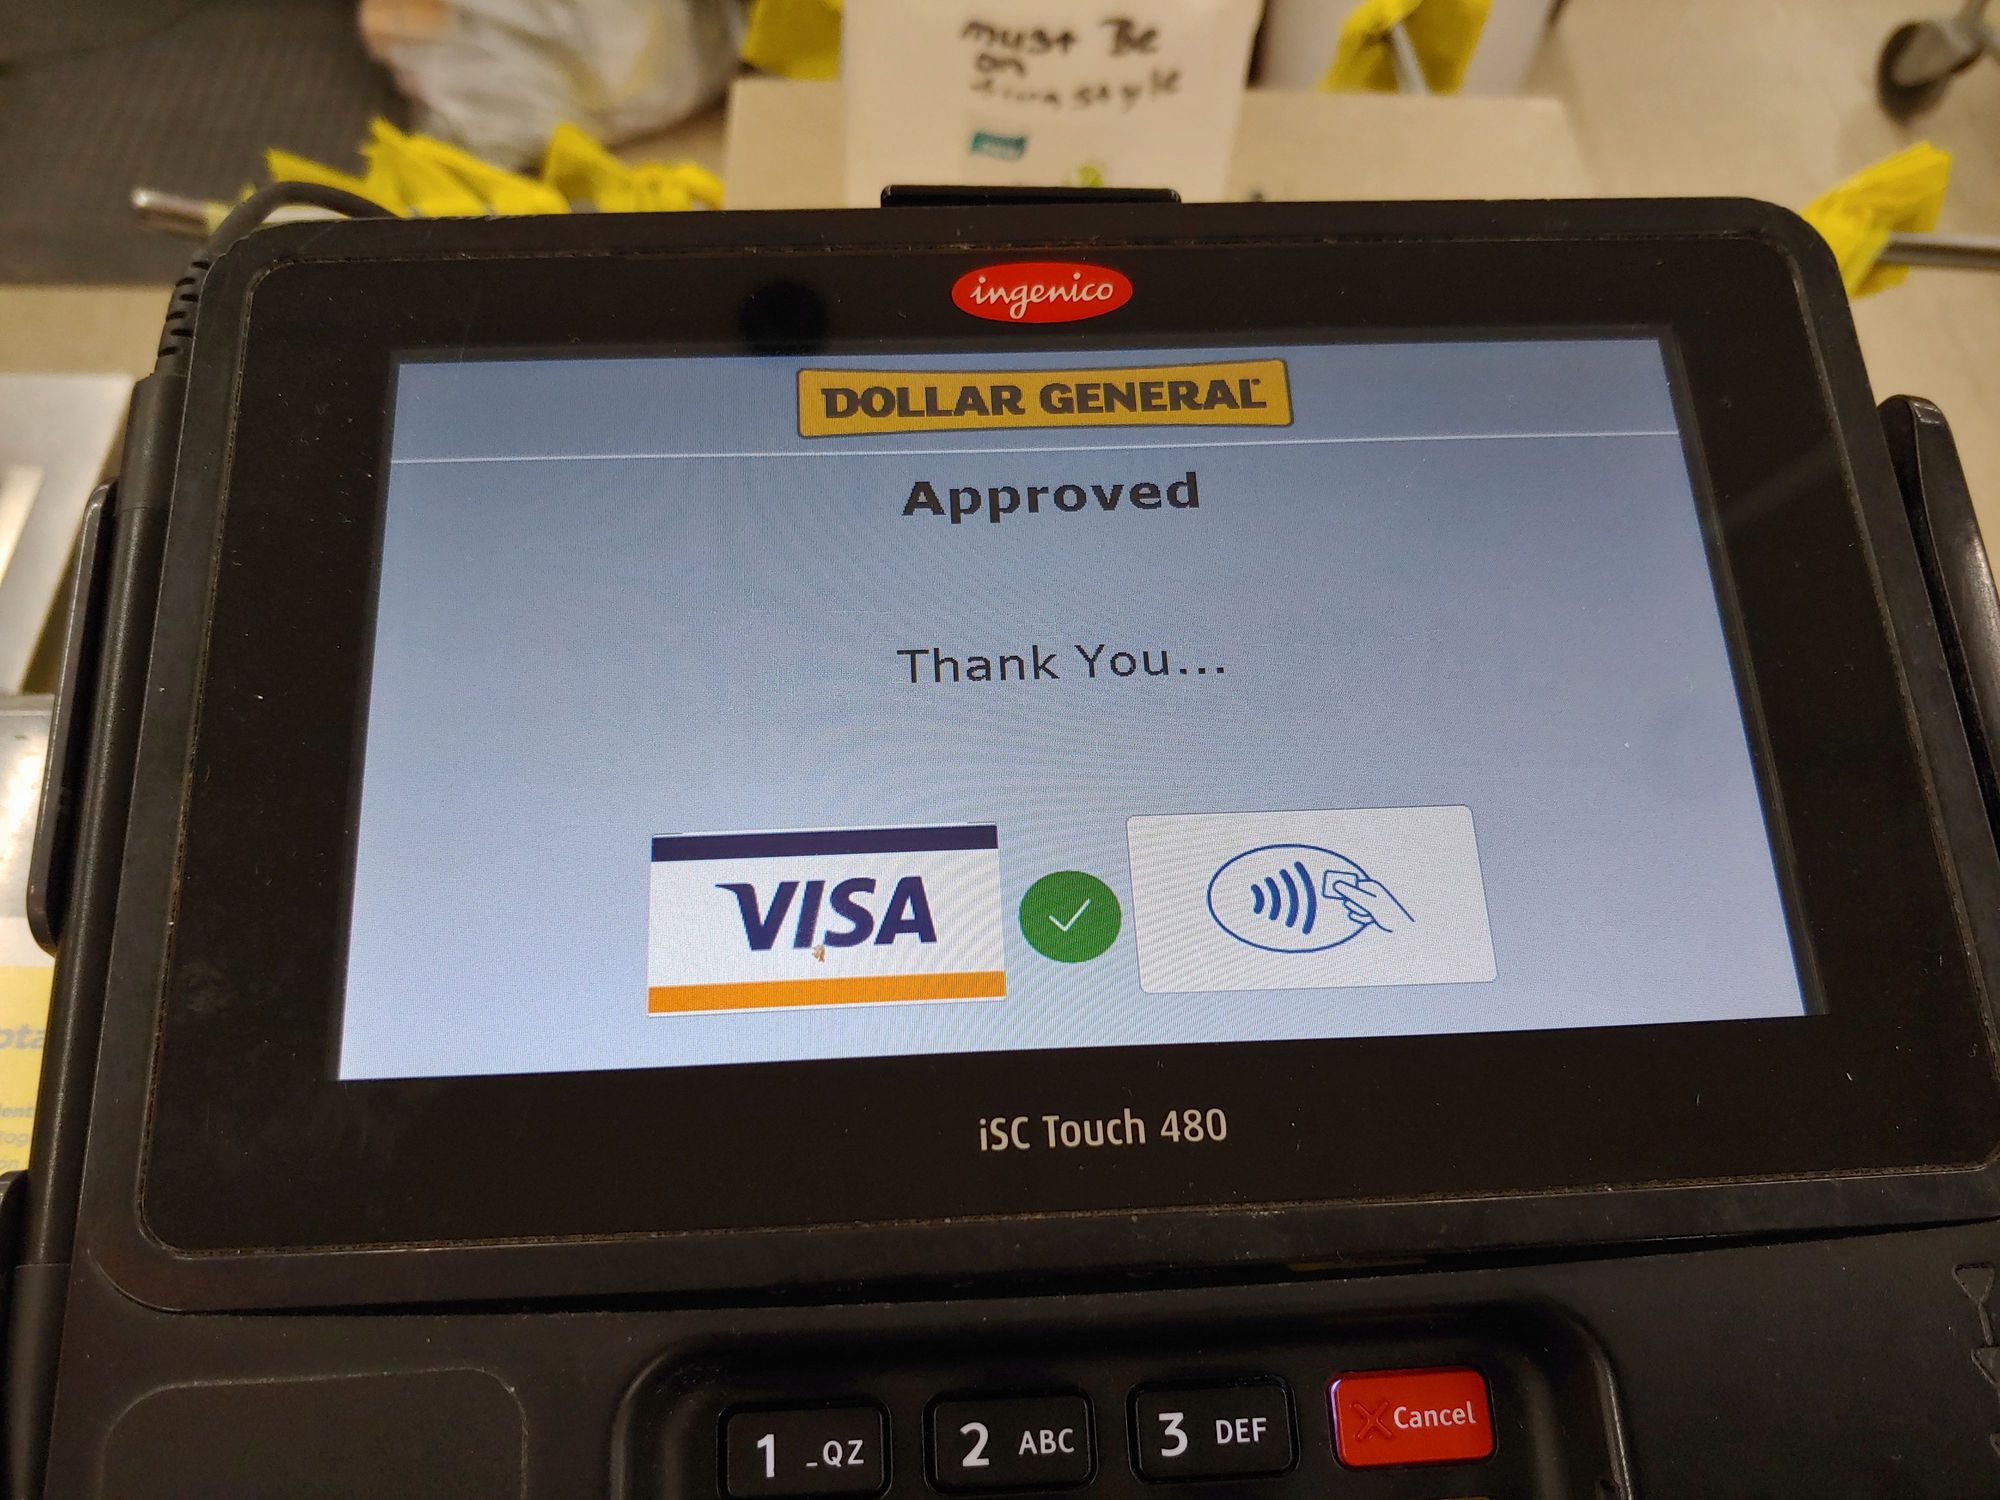 must Be
on
style
ingenico
DOLLAR GENERAL
Approved
Thank You...
VISA
iSC Touch 480
1 -QZ
2 ABC
3 DEF
Cancel